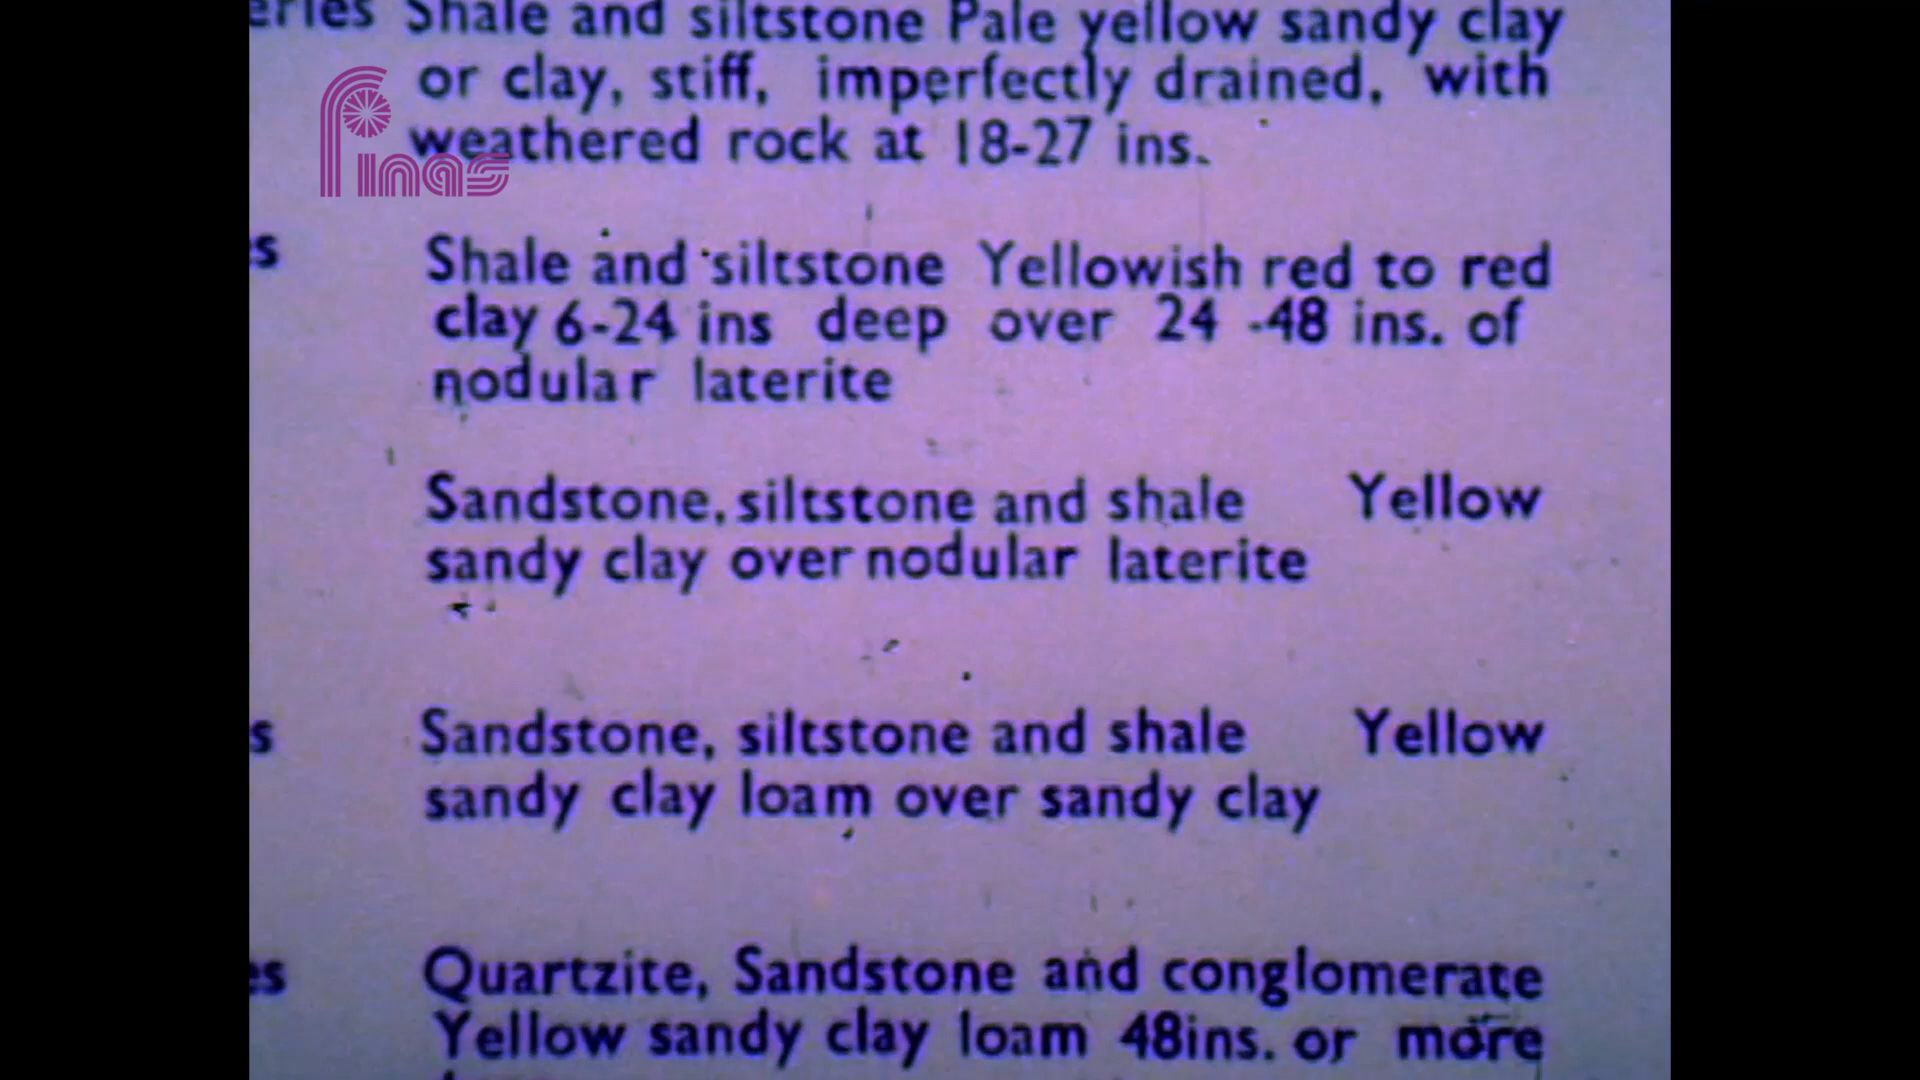 eries Shale and siltstone Pale yellow sandy clay
or clay, stiff, imperfectly drained, with
weathered rock at 18-27 ins.
Finas
s Shale and siltstone Yellowish red to red
clay 6-24 ins deep over 24 -48 ins. of
nodular laterite
Sandstone, siltstone and shale Yellow
sandy clay over nodular laterite
s Sandstone, siltstone and shale Yellow
sandy clay loam over sandy clay
es Quartzite, Sandstone and conglomerate
Yellow sandy clay loam 48ins. or more